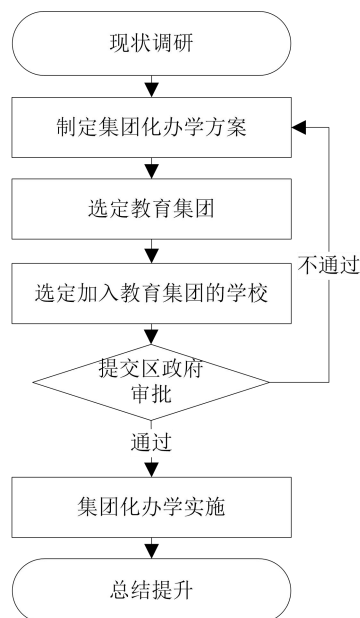 现状调研
制定集团化办学方案
选定教育集团
不通过
选定加入教育集团的学校
提交区政府
审批
通过
集团化办学实施
总结提升